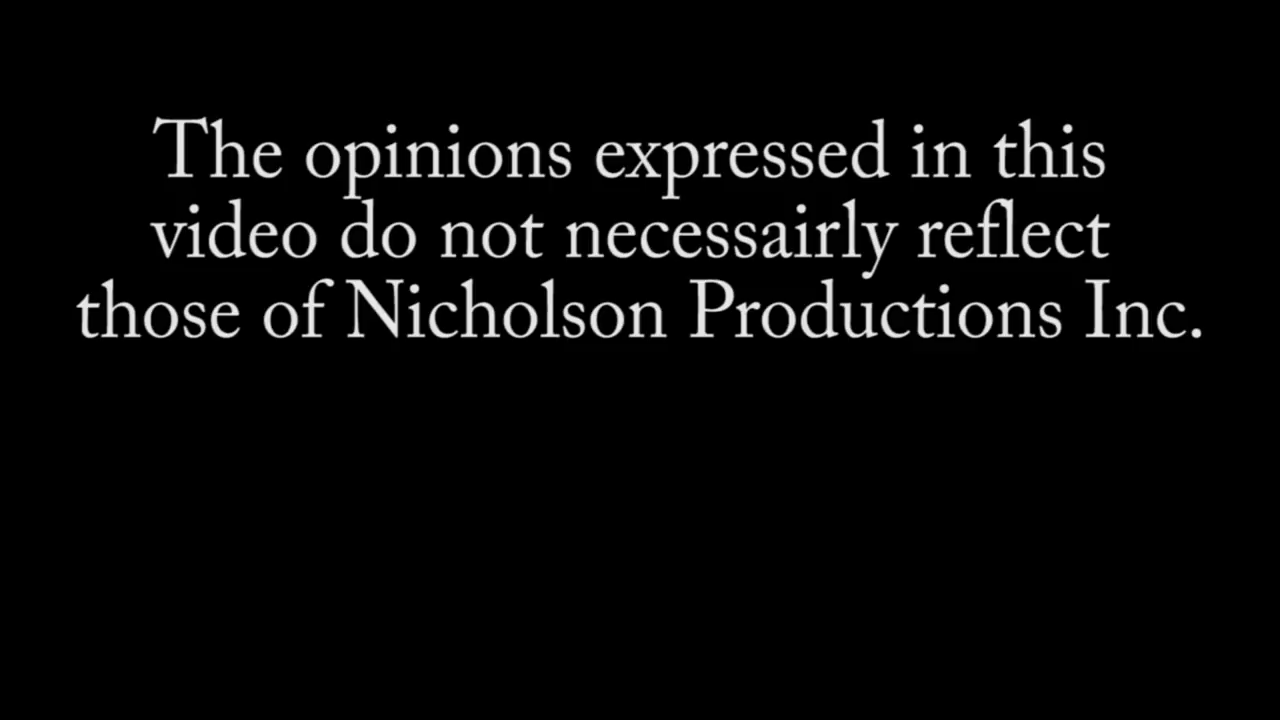 The opinions expressed in this
video do not necessairly reflect
those of Nicholson Productions Inc.